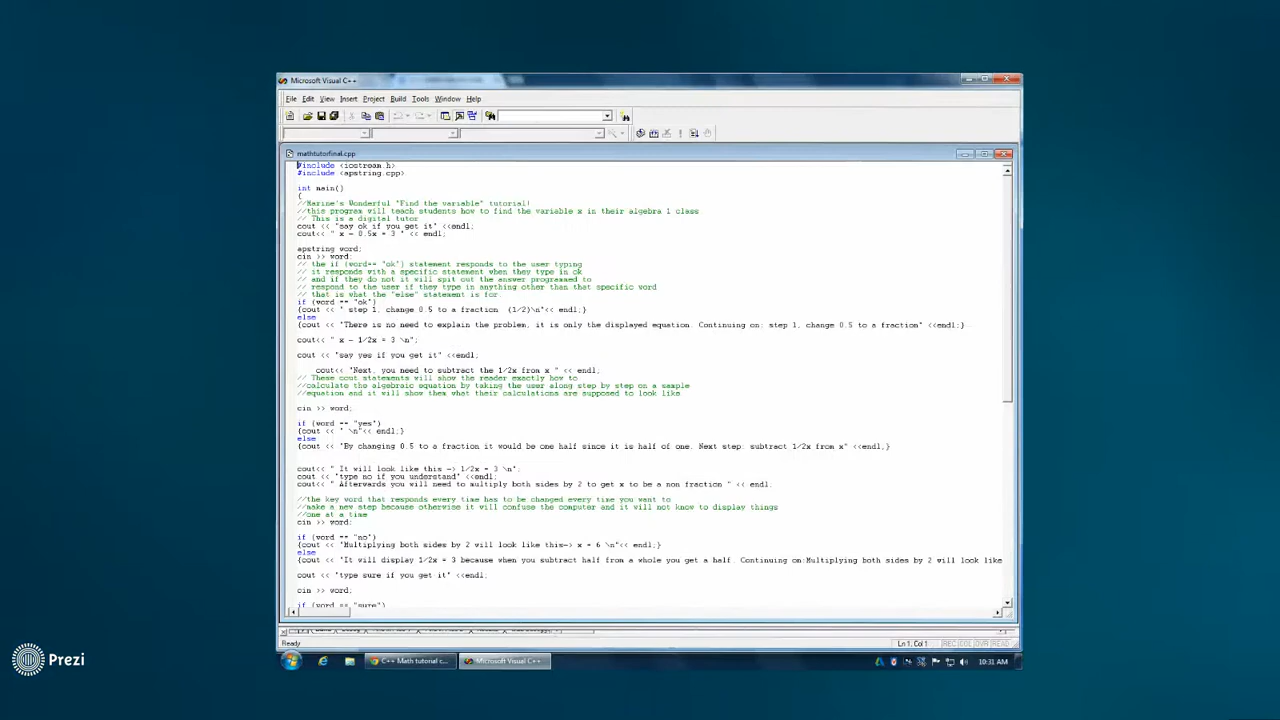 Microsoft Visual C++
File Edit View Insert Project Build Tools Window Help
mathtutorfinal.cpp
#include <iostream.h>
#include <apstring.cpp>
int main()
{
//Marine's Wonderful "Find the variable" tutorial!
//this program will teach students how to find the variable x in their algebra 1 class
// This is a digital tutor
cout << "say ok if you get it" <<endl;
cout<< " x - 0.5x = 3 " << endl;
apstring word;
cin >> word;
// the if (word== "ok") statement responds to the user typing
// it responds with a specific statement when they type in ok
// and if they do not it will spit out the answer programed to
// respond to the user if they type in anything other than that specific word
// that is what the "else" statement is for.
if (word == "ok")
{cout << " step 1, change 0.5 to a fraction  (1/2)\n"<< endl;}
else
{cout << "There is no need to explain the problem, it is only the displayed equation. Continuing on: step 1, change 0.5 to a fraction" <<endl;}
cout<< " x - 1/2x = 3 \n";
cout << "say yes if you get it" <<endl;
cout<< "Next, you need to subtract the 1/2x from x " << endl;
// These cout statements will show the reader exactly how to
//calculate the algebraic equation by taking the user along step by step on a sample
//equation and it will show them what their calculations are supposed to look like
cin >> word;
if (word == "yes")
{cout << " \n"<< endl;}
else
{cout << "By changing 0.5 to a fraction it would be one half since it is half of one. Next step: subtract 1/2x from x" <<endl;}
cout<< " It will look like this -> 1/2x = 3 \n";
cout << "type no if you understand" <<endl;
cout<< " Afterwards you will need to multiply both sides by 2 to get x to be a non fraction " << endl;
//the key word that responds every time has to be changed every time you want to
//make a new step because otherwise it will confuse the computer and it will not know to display things
//one at a time
cin >> word;
if (word == "no")
{cout << "Multiplying both sides by 2 will look like this-> x = 6 \n"<< endl;}
else
{cout << "It will display 1/2x = 3 because when you subtract half from a whole you get a half. Continuing on:Multiplying both sides by 2 will look like
cout << "type sure if you get it" <<endl;
cin >> word;
if (word == "sure")
Ready
Ln 1, Col 1
REC COL OVR READ
C++ Math tutorial c...
Microsoft Visual C++ ...
10:31 AM
Prezi